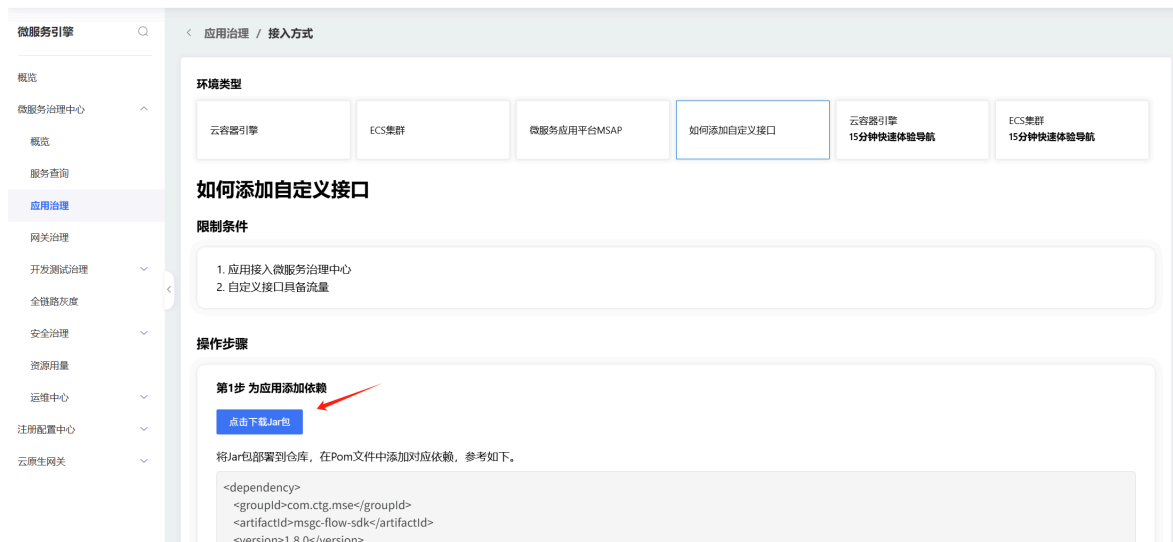 微服务引擎
应用治理 / 接入方式
概览
微服务治理中心
概览
服务查询
应用治理
网关治理
开发测试治理
全链路灰度
安全治理
资源用量
运维中心
注册配置中心
云原生网关
环境类型
云容器引擎
ECS集群
微服务应用平台MSAP
如何添加自定义接口
云容器引擎
15分钟快速体验导航
ECS集群
15分钟快速体验导航
如何添加自定义接口
限制条件
1. 应用接入微服务治理中心
2. 自定义接口具备流量
操作步骤
第1步 为应用添加依赖
点击下载Jar包
将Jar包部署到仓库，在Pom文件中添加对应依赖，参考如下。
<dependency>
<groupId>com.ctg.mse</groupId>
<artifactId>msgc-flow-sdk</artifactId>
<version>1.8.0</version>